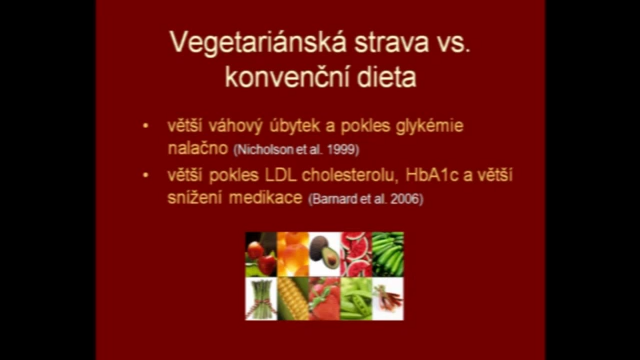 Vegetariánská strava vs.
konvenční dieta
• větší váhový úbytek a pokles glykémie
nalačno (Nicholson et al. 1999)
• větší pokles LDL cholesterolu, HbA1c a větší
snížení medikace (Barnard et al. 2006)